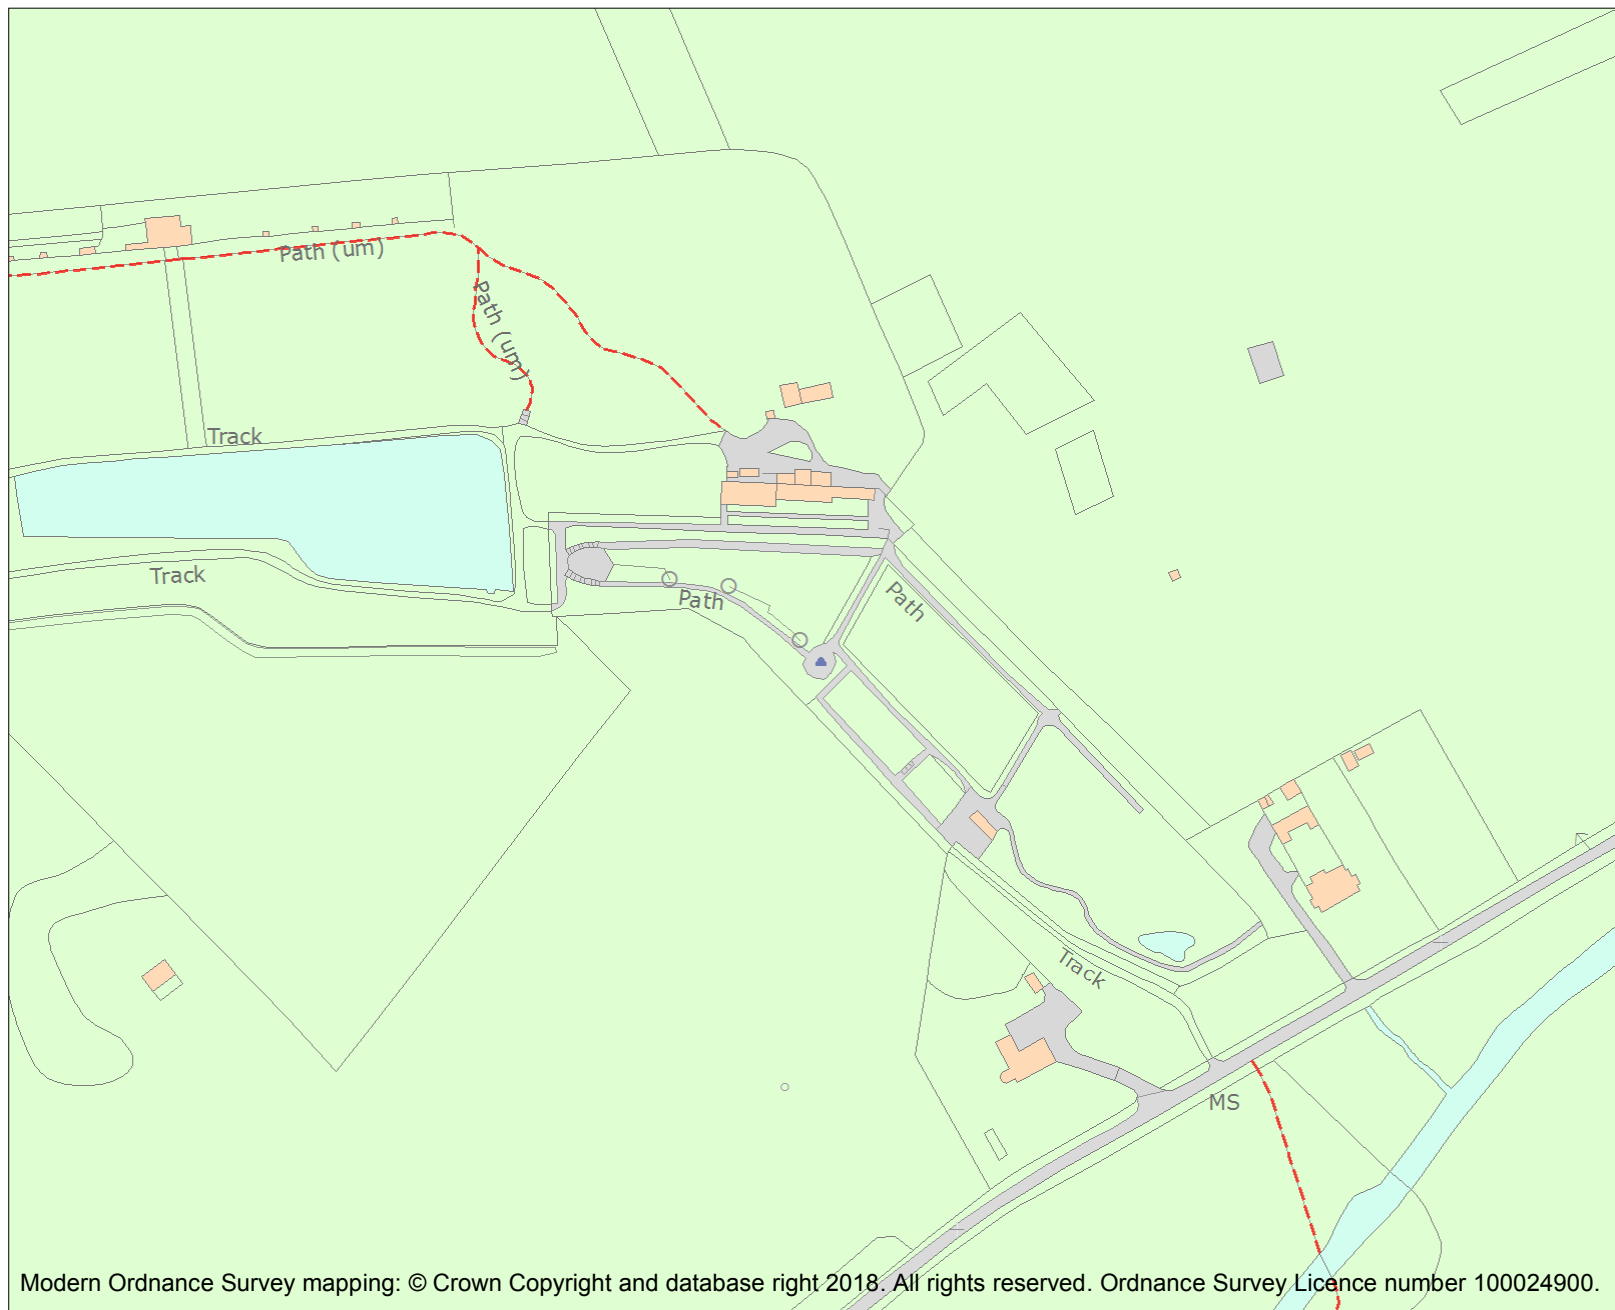 Path (um)
Path (um)
Track
Track
Path
Path
Track
MS
Modern Ordnance Survey mapping: © Crown Copyright and database right 2018. All rights reserved. Ordnance Survey Licence number 100024900.